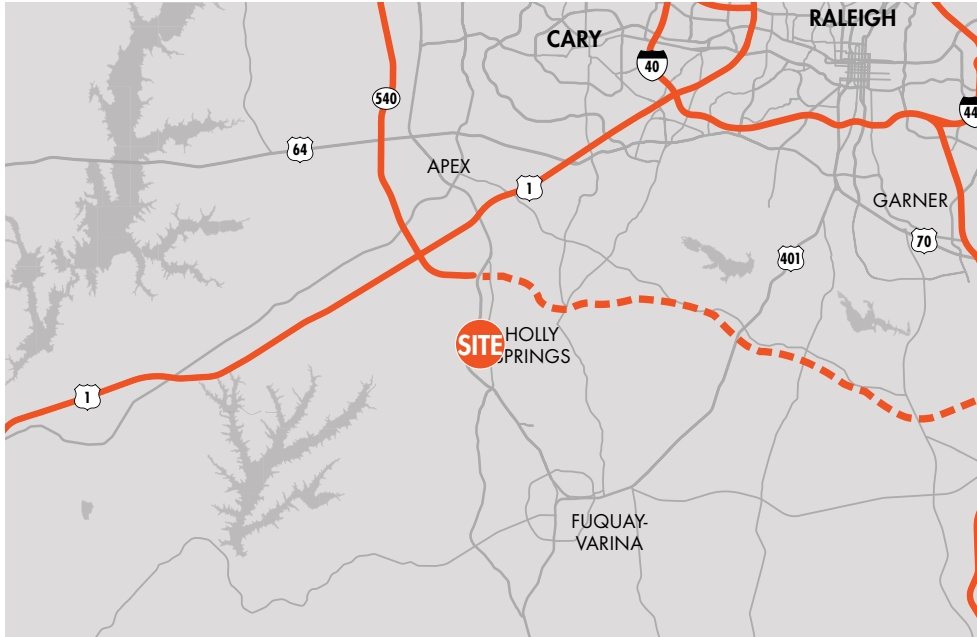 RALEIGH
CARY
40
540
44
64
APEX
1
GARNER
70
401
SITE
HOLLY
SPRINGS
1
FUQUAY-
VARINA